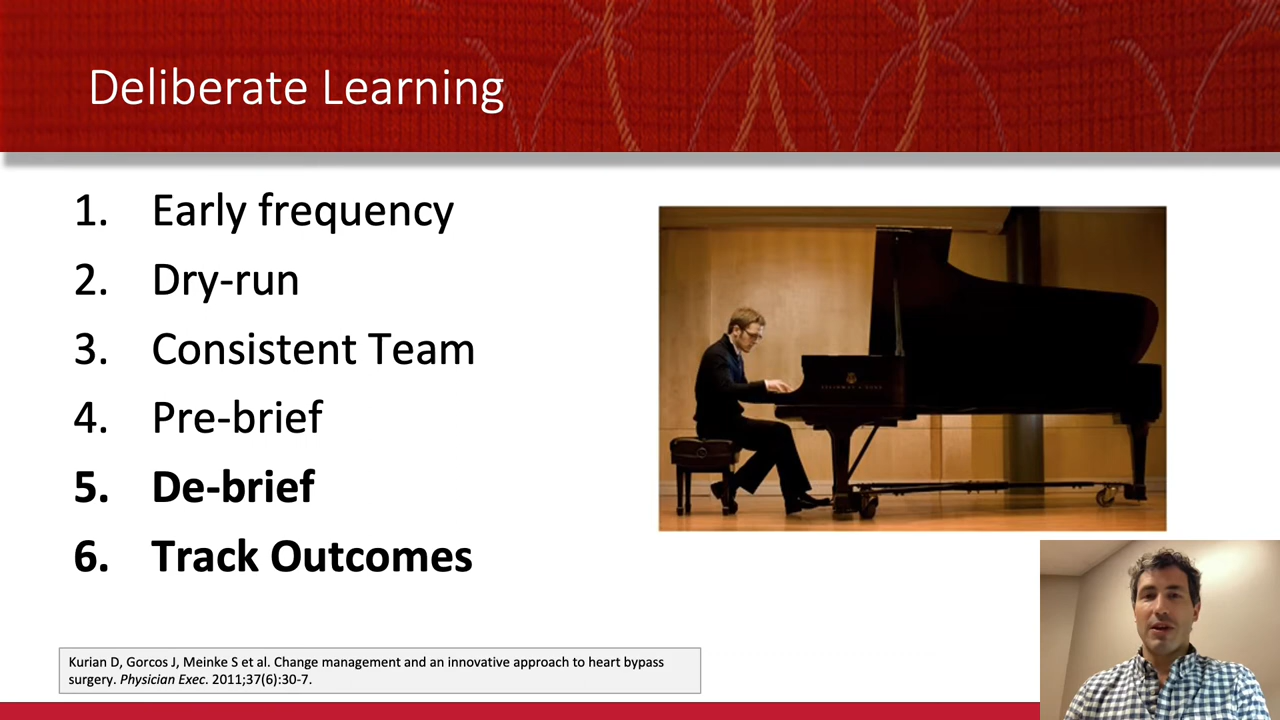 Deliberate Learning
1. Early frequency
2. Dry-run
3. Consistent Team
4. Pre-brief
5. De-brief
6. Track Outcomes
STEINWAY & SONS
Kurian D, Gorcos J, Meinke S et al. Change management and an innovative approach to heart bypass
surgery. Physician Exec. 2011;37(6):30-7.